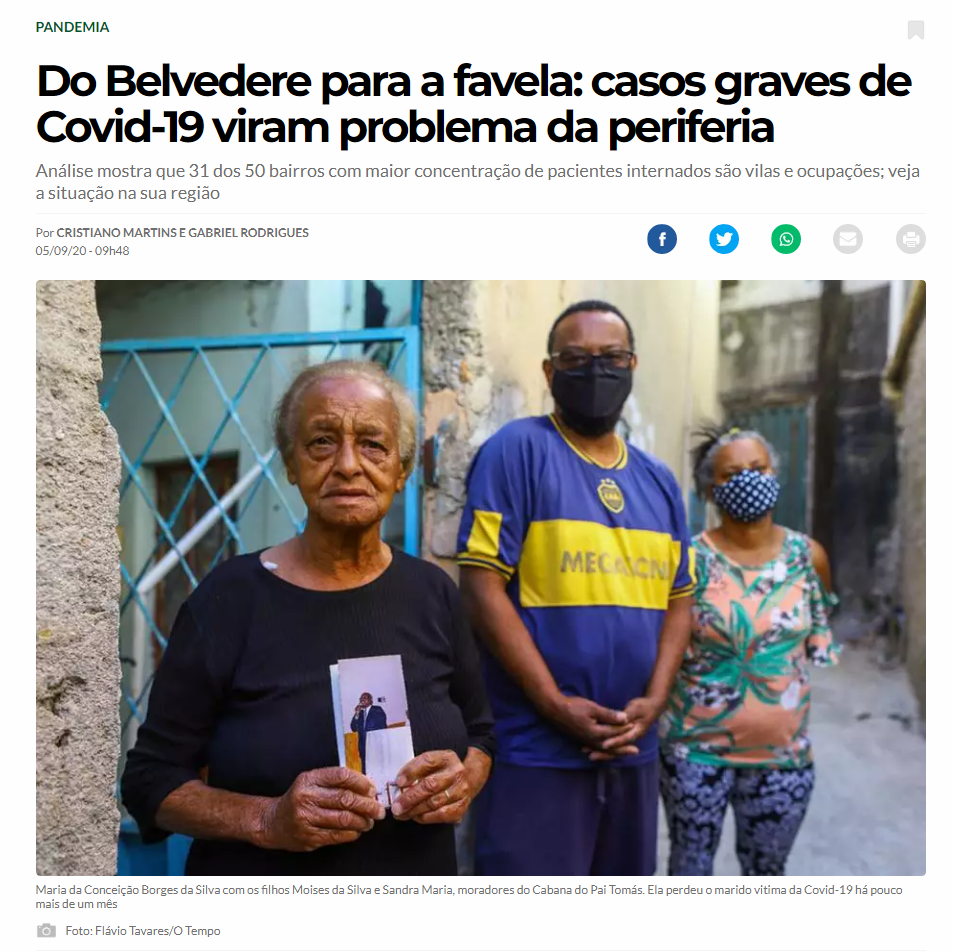 PANDEMIA
Do Belvedere para a favela: casos graves de
Covid-19 viram problema da periferia
Análise mostra que 31 dos 50 bairros com maior concentração de pacientes internados são vilas e ocupações; veja
a situação na sua região
Por CRISTIANO MARTINS E GABRIEL RODRIGUES
05/09/20 - 09h48
Maria da Conceição Borges da Silva com os filhos Moises da Silva e Sandra Maria, moradores do Cabana do Pai Tomás. Ela perdeu o marido vitima da Covid-19 há pouco
mais de um mês
Foto: Flávio Tavares/O Tempo